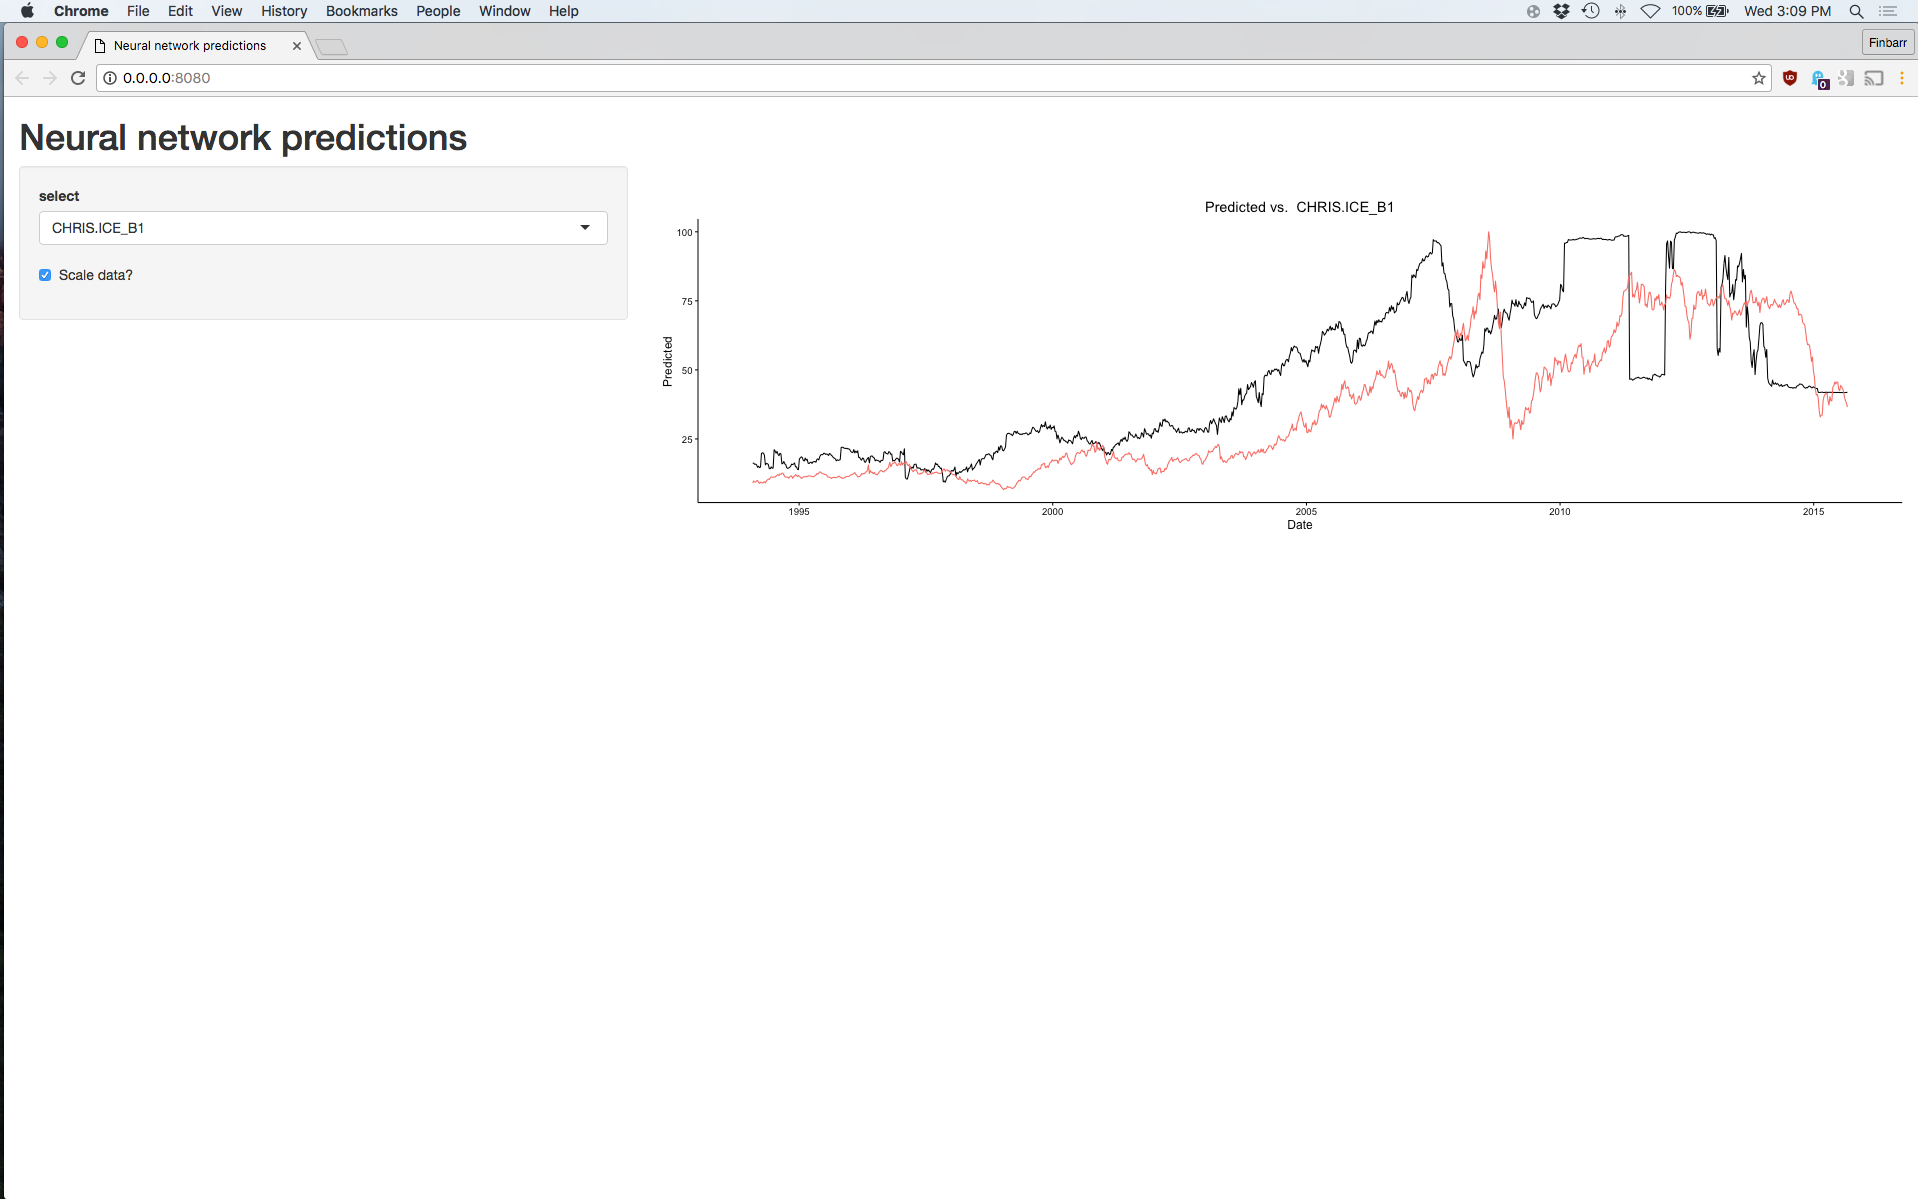 Chrome File Edit View History Bookmarks People Window Help 100% Wed 3:09 PM
Neural network predictions Finbarr
0.0.0.0:8080 0
Neural network predictions
select
CHRIS.ICE_B1
Scale data?
Predicted vs. CHRIS.ICE_B1
100
75
50
25
Predicted
1995 2000 2005 2010 2015
Date